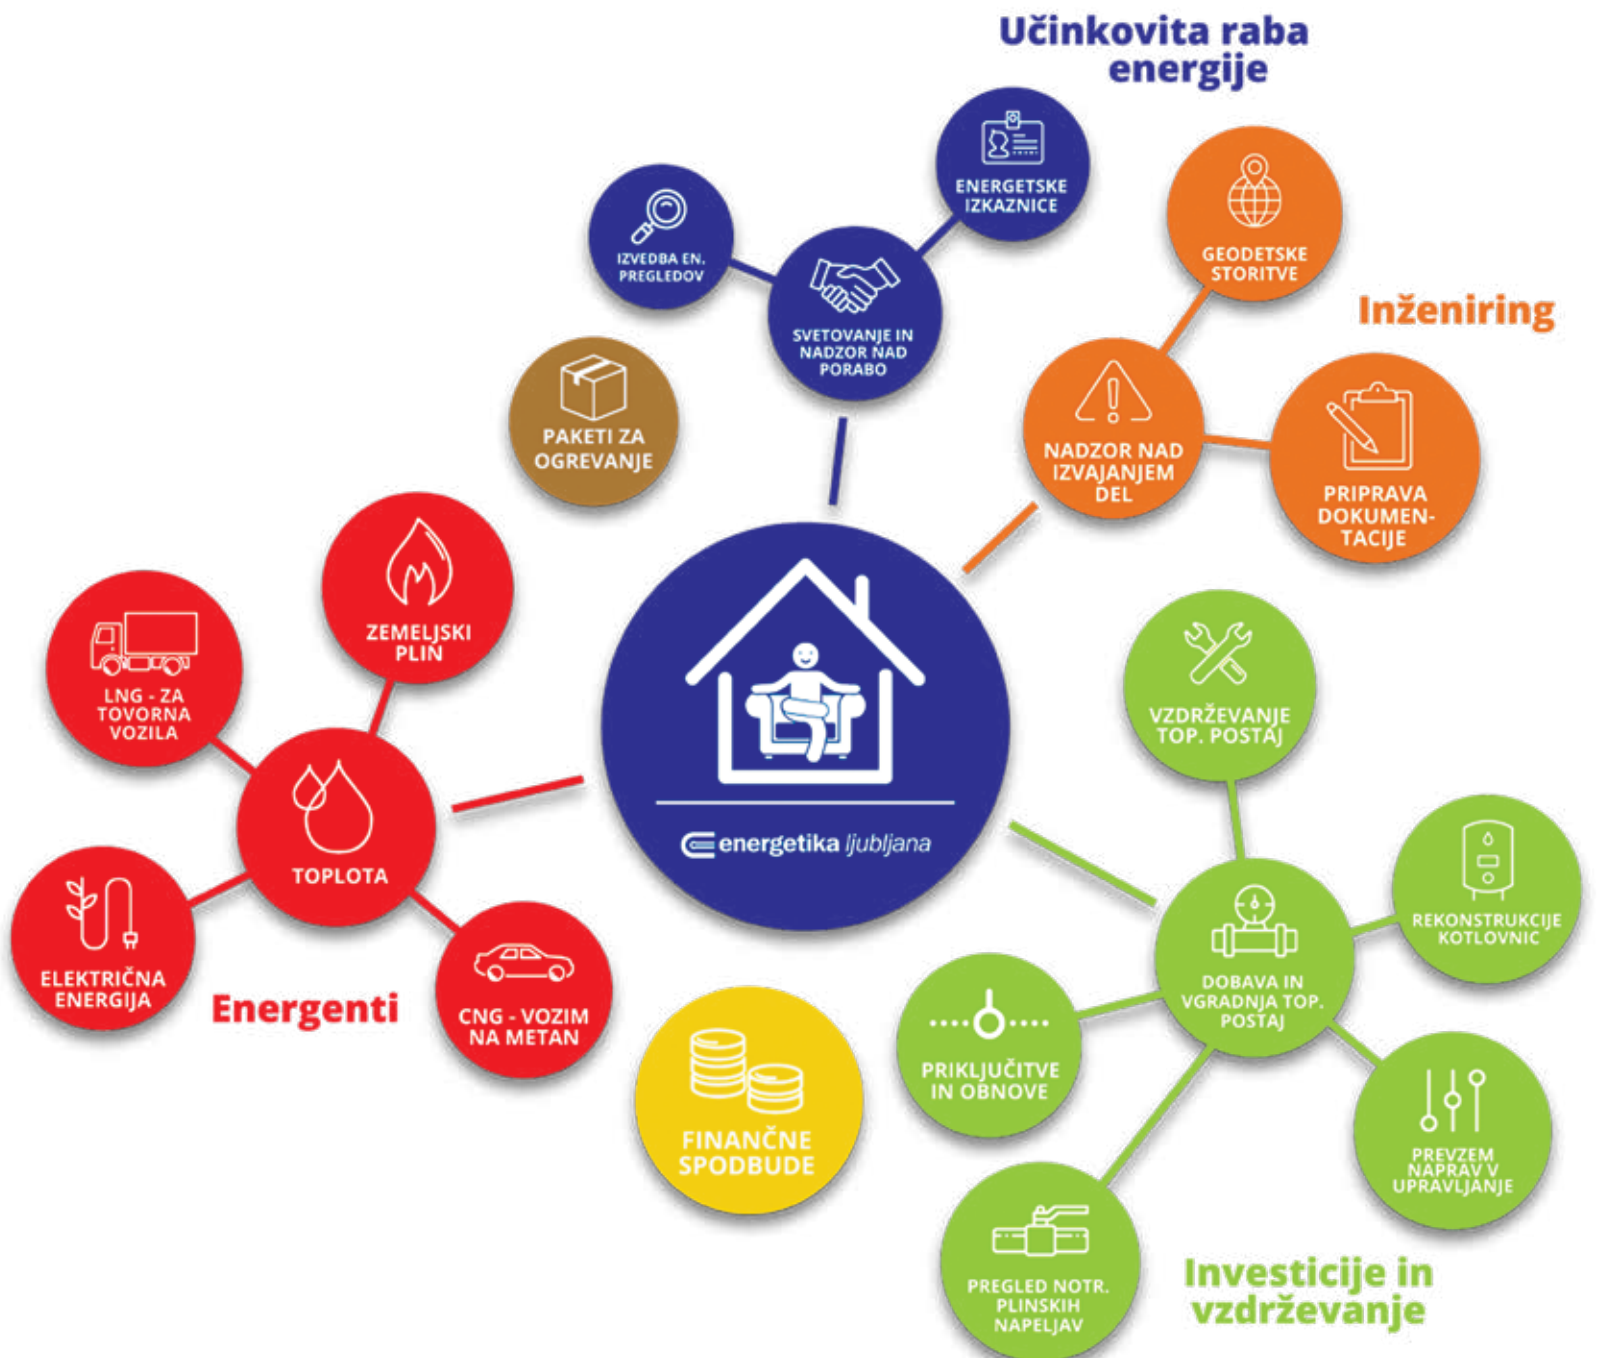 Učinkovita raba
energije
ENERGETSKE
IZKAZNICE
IZVEDBA EN.
PREGLEDOV
SVETOVANJE IN
NADZOR NAD
PORABO
GEODETSKE
STORITVE
Inženiring
NADZOR NAD
IZVAJANJEM
DEL
PRIPRAVA
DOKUMEN-
TACIJE
PAKETI ZA
OGREVANJE
ZEMELJSKI
PLIN
LNG - ZA
TOVORNA
VOZILA
TOPLOTA
ELEKTRIČNA
ENERGIJA
Energenti
CNG - VOZIM
NA METAN
energetika ljubljana
FINANČNE
SPODBUDE
VZDRŽEVANJE
TOP. POSTAJ
REKONSTRUKCIJE
KOTLOVNIC
DOBAVA IN
VGRADNJA TOP.
POSTAJ
PRIKLJUČITVE
IN OBNOVE
PREVZEM
NAPRAV V
UPRAVLJANJE
PREGLED NOTR.
PLINSKIH
NAPELJAV
Investicije in
vzdrževanje